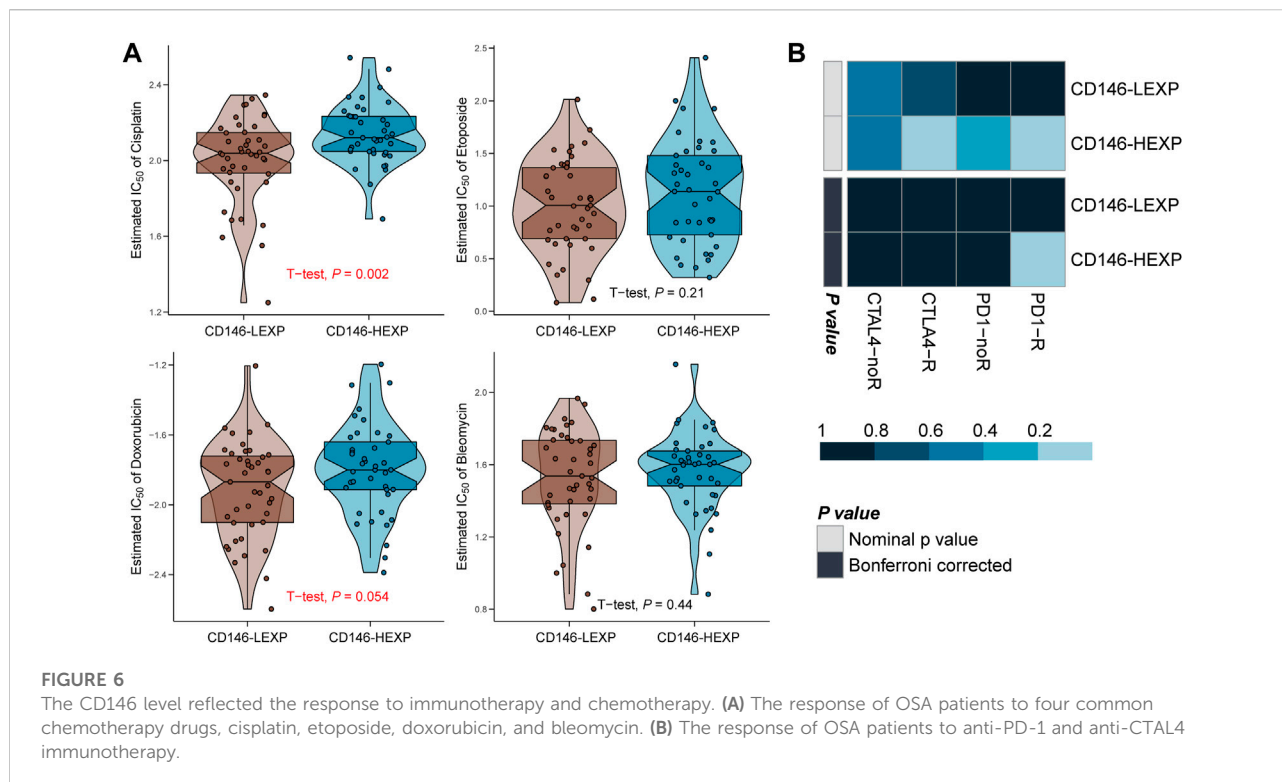 A
Estimated IC50 of Cisplatin
2.4
2.0
1.6
1.2
T-test, P = 0.002
CD146-LEXP CD146-HEXP
Estimated IC50 of Etoposide
2.5
2.0
1.5
1.0
0.5
0.0
T-test, P = 0.21
CD146-LEXP CD146-HEXP
Estimated IC50 of Doxorubicin
-1.2
-1.6
-2.0
-2.4
T-test, P = 0.054
CD146-LEXP CD146-HEXP
Estimated IC50 of Bleomycin
2.0
1.6
1.2
0.8
T-test, P = 0.44
CD146-LEXP CD146-HEXP
B
CD146-LEXP
CD146-HEXP
CD146-LEXP
CD146-HEXP
P value
CTAL4-noR
CTLA4-R
PD1-noR
PD1-R
1 0.8 0.6 0.4 0.2
P value
Nominal p value
Bonferroni corrected
FIGURE 6
The CD146 level reflected the response to immunotherapy and chemotherapy. (A) The response of OSA patients to four common
chemotherapy drugs, cisplatin, etoposide, doxorubicin, and bleomycin. (B) The response of OSA patients to anti-PD-1 and anti-CTAL4
immunotherapy.